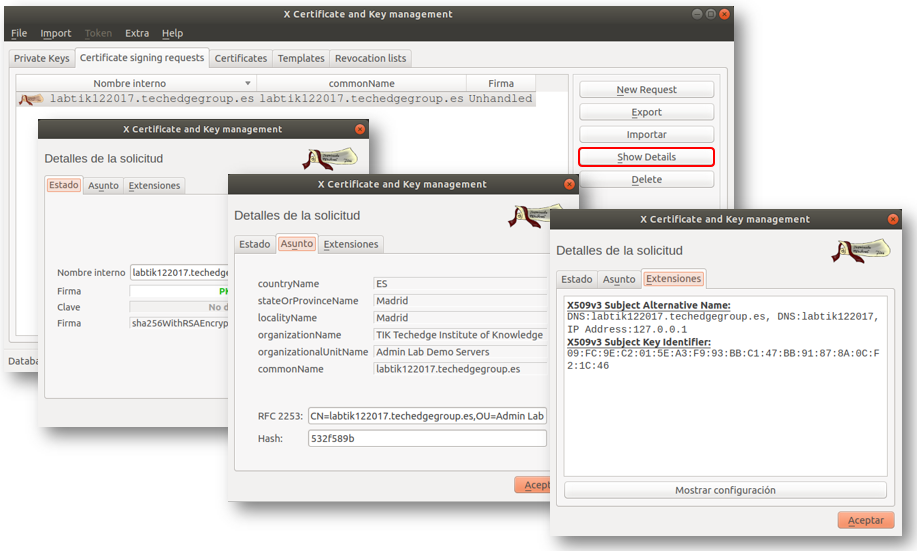 X Certificate and Key management
File Import Token Extra Help
Private Keys Certificate signing requests Certificates Templates Revocation lists
Nombre interno commonName Firma
labtik122017.techedgegroup.es labtik122017.techedgegroup.es Unhandled
New Request
Export
Importar
Show Details
Delete
Databa
X Certificate and Key management
Detalles de la solicitud
Estado Asunto Extensiones
Nombre interno labtik122017.techedg
Firma PK
Clave No d
Firma sha256WithRSAEncryp
X Certificate and Key management
Detalles de la solicitud
Estado Asunto Extensiones
countryName ES
stateOrProvinceName Madrid
localityName Madrid
organizationName TIK Techedge Institute of Knowledge
organizationalUnitName Admin Lab Demo Servers
commonName labtik122017.techedgegroup.es
RFC 2253: CN=labtik122017.techedgegroup.es,OU=Admin Lab
Hash: 532f589b
Acept
X Certificate and Key management
Detalles de la solicitud
Estado Asunto Extensiones
X509v3 Subject Alternative Name:
DNS:labtik122017.techedgegroup.es, DNS:labtik122017,
IP Address:127.0.0.1
X509v3 Subject Key Identifier:
09:FC:9E:C2:01:5E:A3:F9:93:BB:C1:47:BB:91:87:8A:0C:F
2:1C:46
Mostrar configuración
Aceptar